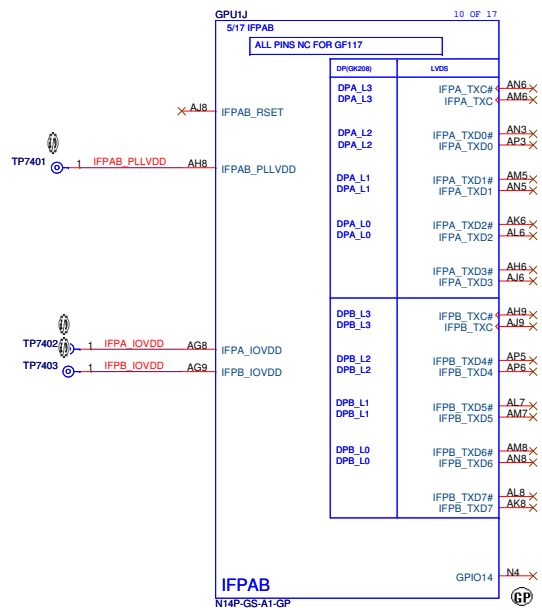 GPU1J 10 OF 17
5/17 IFPAB
ALL PINS NC FOR GF117
DP(GK208) LVDS
DPA_L3 IFPA_TXC# AN6
DPA_L3 IFPA_TXC AM6
AJ8 IFPAB_RSET
DPA_L2 IFPA_TXD0# AN3
DPA_L2 IFPA_TXD0 AP3
TP7401 1 IFPAB_PLLVDD AH8 IFPAB_PLLVDD
DPA_L1 IFPA_TXD1# AM5
DPA_L1 IFPA_TXD1 AN5
DPA_L0 IFPA_TXD2# AK6
DPA_L0 IFPA_TXD2 AL6
IFPA_TXD3# AH6
IFPA_TXD3 AJ6
DPB_L3 IFPB_TXC# AH9
DPB_L3 IFPB_TXC AJ9
TP7402 1 IFPA_IOVDD AG8 IFPA_IOVDD
TP7403 1 IFPB_IOVDD AG9 IFPB_IOVDD
DPB_L2 IFPB_TXD4# AP5
DPB_L2 IFPB_TXD4 AP6
DPB_L1 IFPB_TXD5# AL7
DPB_L1 IFPB_TXD5 AM7
DPB_L0 IFPB_TXD6# AM8
DPB_L0 IFPB_TXD6 AN8
IFPB_TXD7# AL8
IFPB_TXD7 AK8
GPIO14 N4
IFPAB
GP
N14P-GS-A1-GP